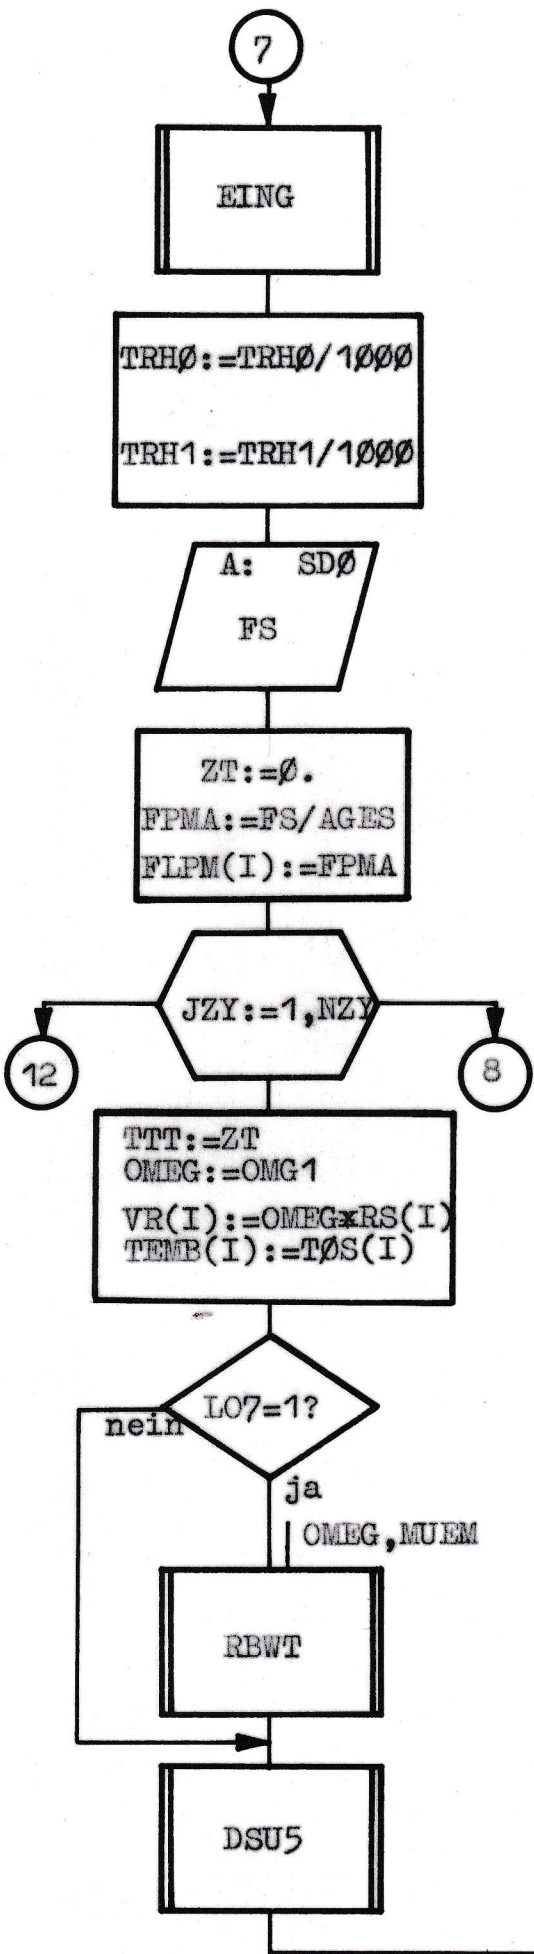 7
EING
TRHØ:=TRHØ/1ØØØ
TRH1:=TRH1/1ØØØ
A: SDØ
FS
ZT:=Ø.
FPMA:=FS/AGES
FLPM(I):=FPMA
JZY:=1,NZY
12
8
TTT:=ZT
OMEG:=OMG1
VR(I):=OMEG*RS(I)
TEMB(I):=TØS(I)
LO7=1?
nein
ja
OMEG,MUEM
RBWT
DSU5